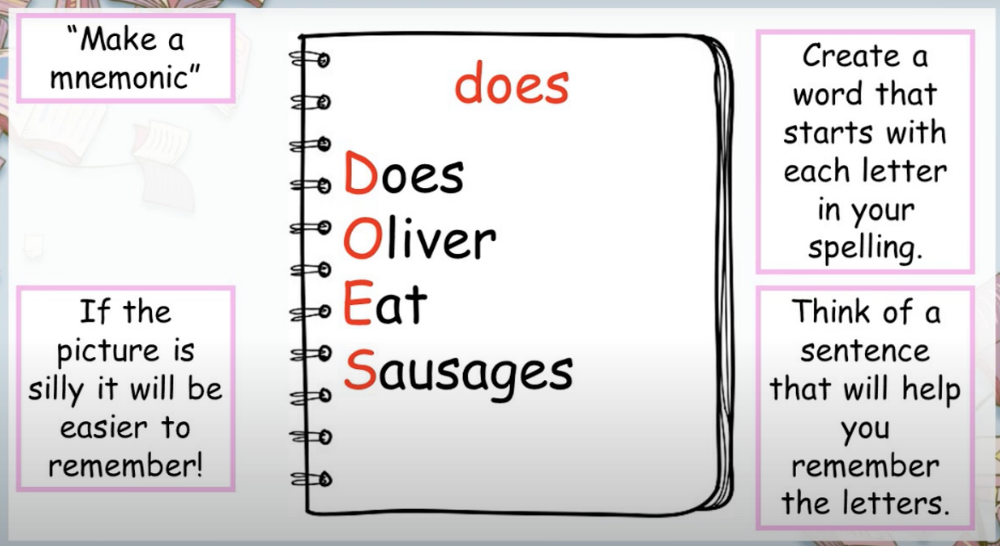 “Make a
mnemonic”
does
Does
Oliver
Eat
Sausages
If the
picture is
silly it will be
easier to
remember!
Create a
word that
starts with
each letter
in your
spelling.
Think of a
sentence
that will help
you
remember
the letters.